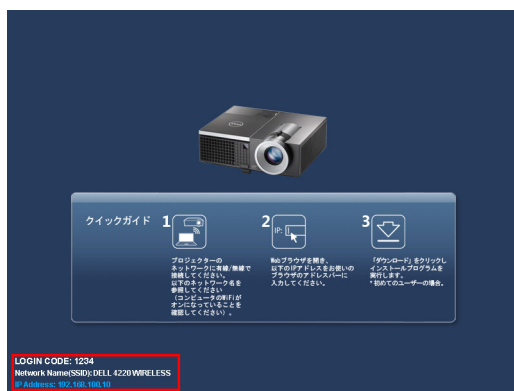 クイックガイド
1
プロジェクターの
ネットワークに有線/無線で
接続してください。
以下のネットワーク名を
参照してください
（コンピュータのWiFiが
オンになっていることを
確認してください）。
2
IP:
Webブラウザを開き、
以下のIPアドレスをお使いの
ブラウザのアドレスバーに
入力してください。
3
「ダウンロード」をクリックし
インストールプログラムを
実行します。
*初めてのユーザーの場合。
LOGIN CODE: 1234
Network Name(SSID): DELL 4220 WIRELESS
IP Address: 192.168.100.10